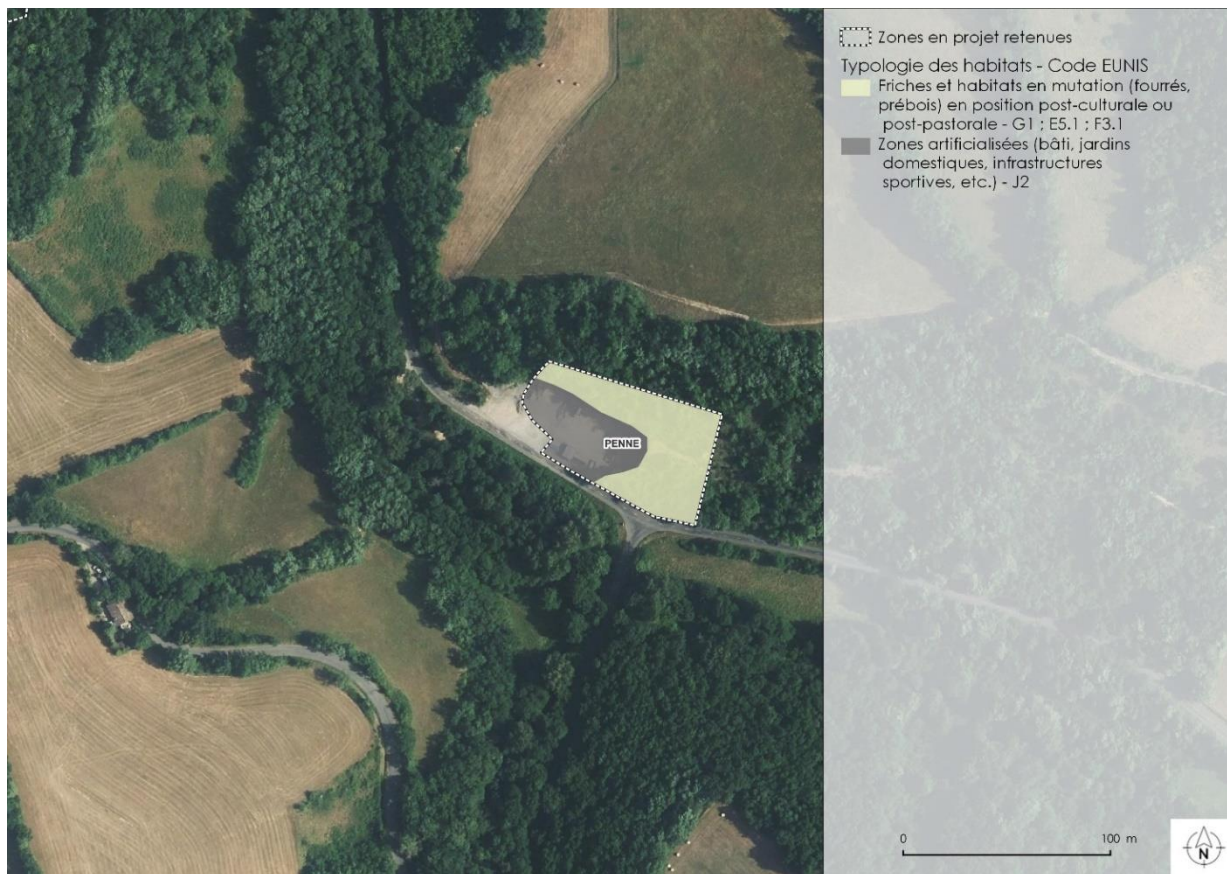 Zones en projet retenues
Typologie des habitats - Code EUNIS
Friches et habitats en mutation (fourrés,
prébois) en position post-culturale ou
post-pastorale - G1 ; E5.1 ; F3.1
Zones artificialisées (bâti, jardins
domestiques, infrastructures
sportives, etc.) - J2
PENNE
0 100 m
N